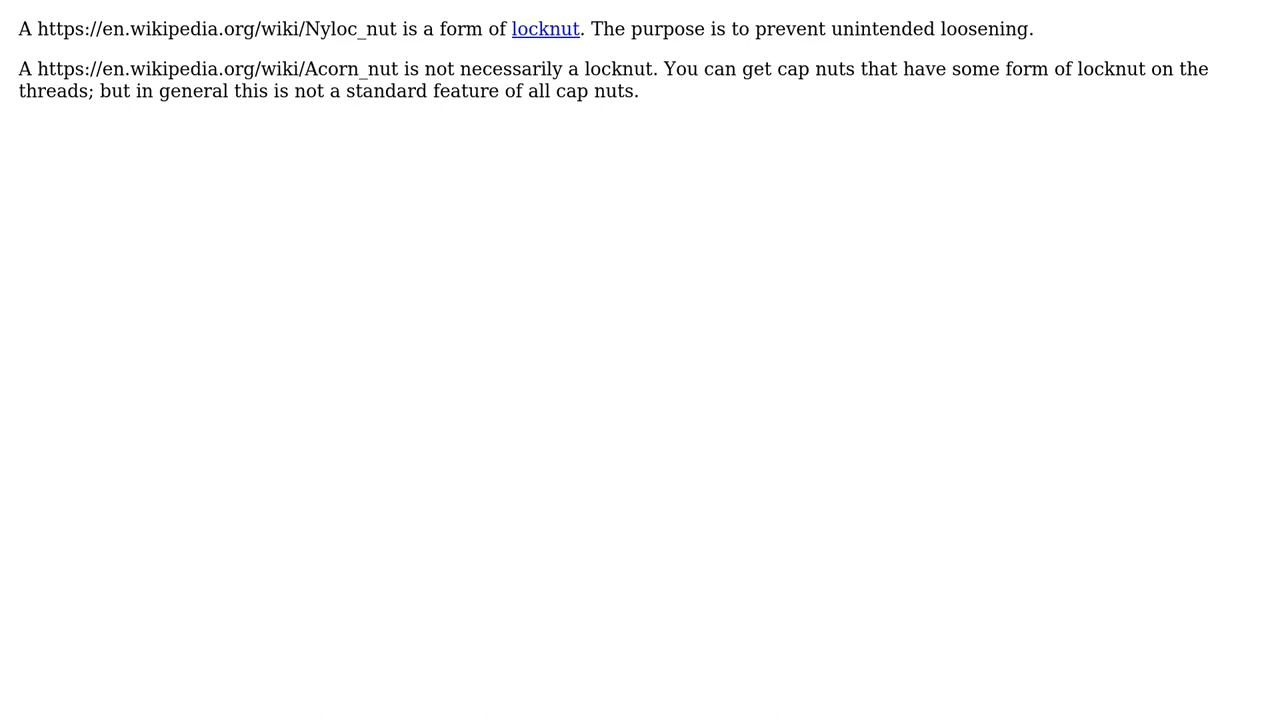 A https://en.wikipedia.org/wiki/Nyloc_nut is a form of locknut. The purpose is to prevent unintended loosening.
A https://en.wikipedia.org/wiki/Acorn_nut is not necessarily a locknut. You can get cap nuts that have some form of locknut on the
threads; but in general this is not a standard feature of all cap nuts.